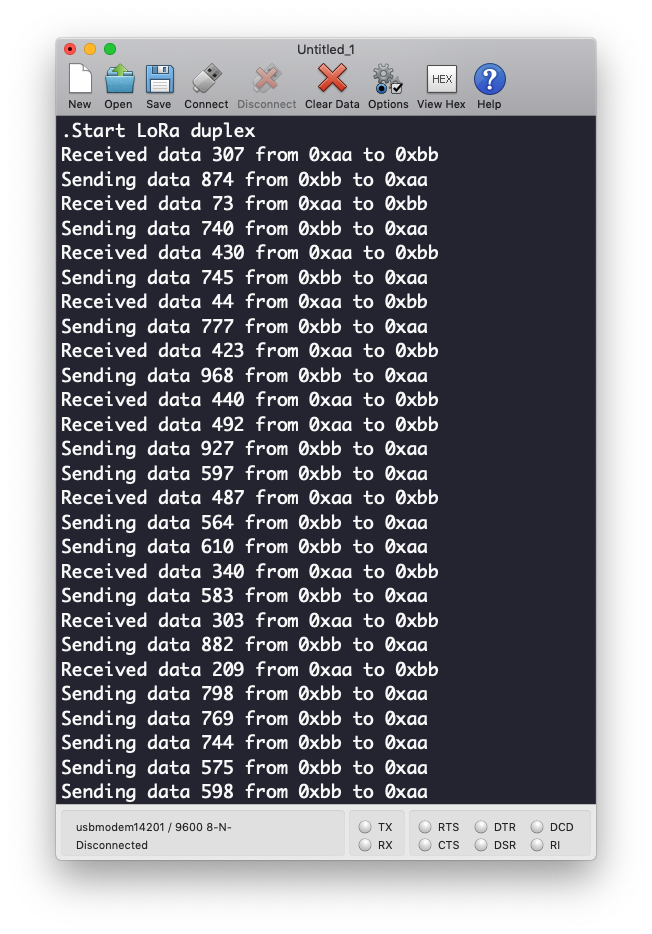 Untitled_1
New Open Save Connect Disconnect Clear Data Options HEX View Hex ? Help
.Start LoRa duplex
Received data 307 from 0xaa to 0xbb
Sending data 874 from 0xbb to 0xaa
Received data 73 from 0xaa to 0xbb
Sending data 740 from 0xbb to 0xaa
Received data 430 from 0xaa to 0xbb
Sending data 745 from 0xbb to 0xaa
Received data 44 from 0xaa to 0xbb
Sending data 777 from 0xbb to 0xaa
Received data 423 from 0xaa to 0xbb
Sending data 968 from 0xbb to 0xaa
Received data 440 from 0xaa to 0xbb
Received data 492 from 0xaa to 0xbb
Sending data 927 from 0xbb to 0xaa
Sending data 597 from 0xbb to 0xaa
Received data 487 from 0xaa to 0xbb
Sending data 564 from 0xbb to 0xaa
Sending data 610 from 0xbb to 0xaa
Received data 340 from 0xaa to 0xbb
Sending data 583 from 0xbb to 0xaa
Received data 303 from 0xaa to 0xbb
Sending data 882 from 0xbb to 0xaa
Received data 209 from 0xaa to 0xbb
Sending data 798 from 0xbb to 0xaa
Sending data 769 from 0xbb to 0xaa
Sending data 744 from 0xbb to 0xaa
Sending data 575 from 0xbb to 0xaa
Sending data 598 from 0xbb to 0xaa
usbmodem14201 / 9600 8-N- TX RTS DTR DCD
Disconnected RX CTS DSR RI